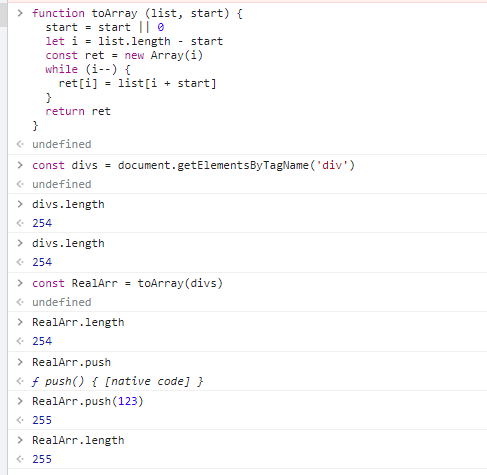 > function toArray (list, start) {
start = start || 0
let i = list.length - start
const ret = new Array(i)
while (i--) {
ret[i] = list[i + start]
}
return ret
}
< undefined
> const divs = document.getElementsByTagName('div')
< undefined
> divs.length
< 254
> divs.length
< 254
> const RealArr = toArray(divs)
< undefined
> RealArr.length
< 254
> RealArr.push
< ƒ push() { [native code] }
> RealArr.push(123)
< 255
> RealArr.length
< 255